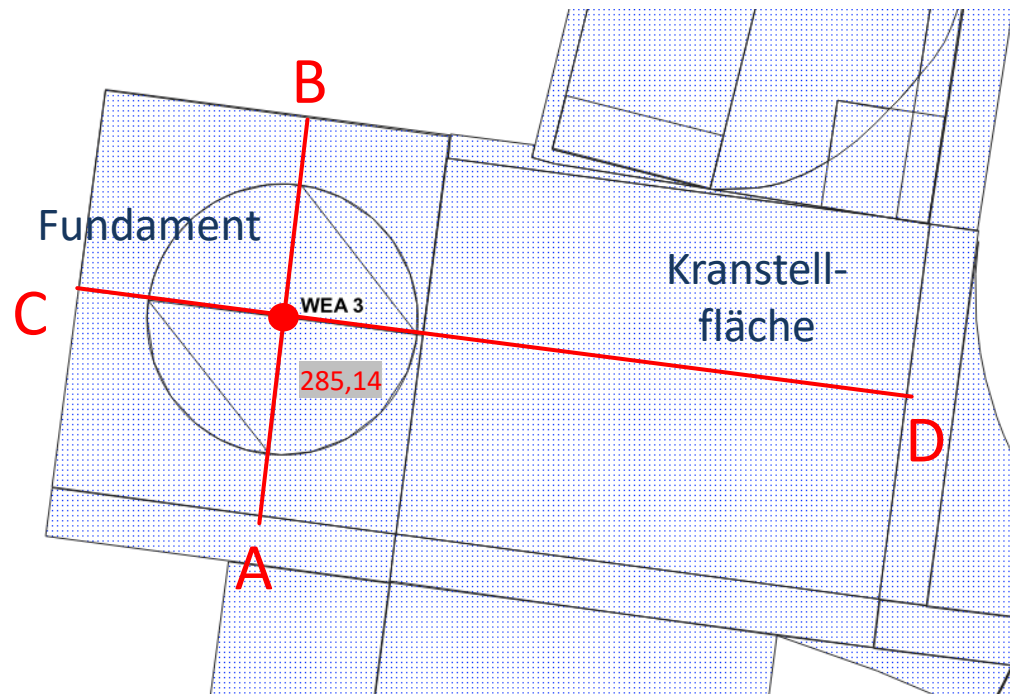 B
Fundament
Kranstell-
fläche
C
WEA 3
285,14
D
A